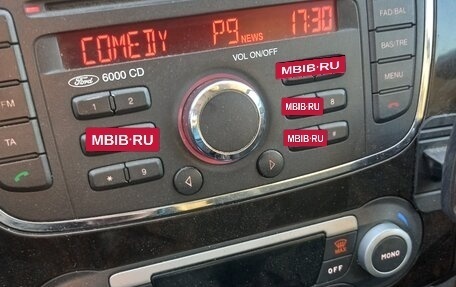 COMEDY P9 NEWS 17:30
FAD/BAL
Ford 6000 CD
VOL ON/OFF
BAS/TRE
MBIB·RU
MENU
FM
1 2
MBIB·RU 8
TA
MBIB·RU
MBIB·RU
* 9
MAX
OFF
MONO